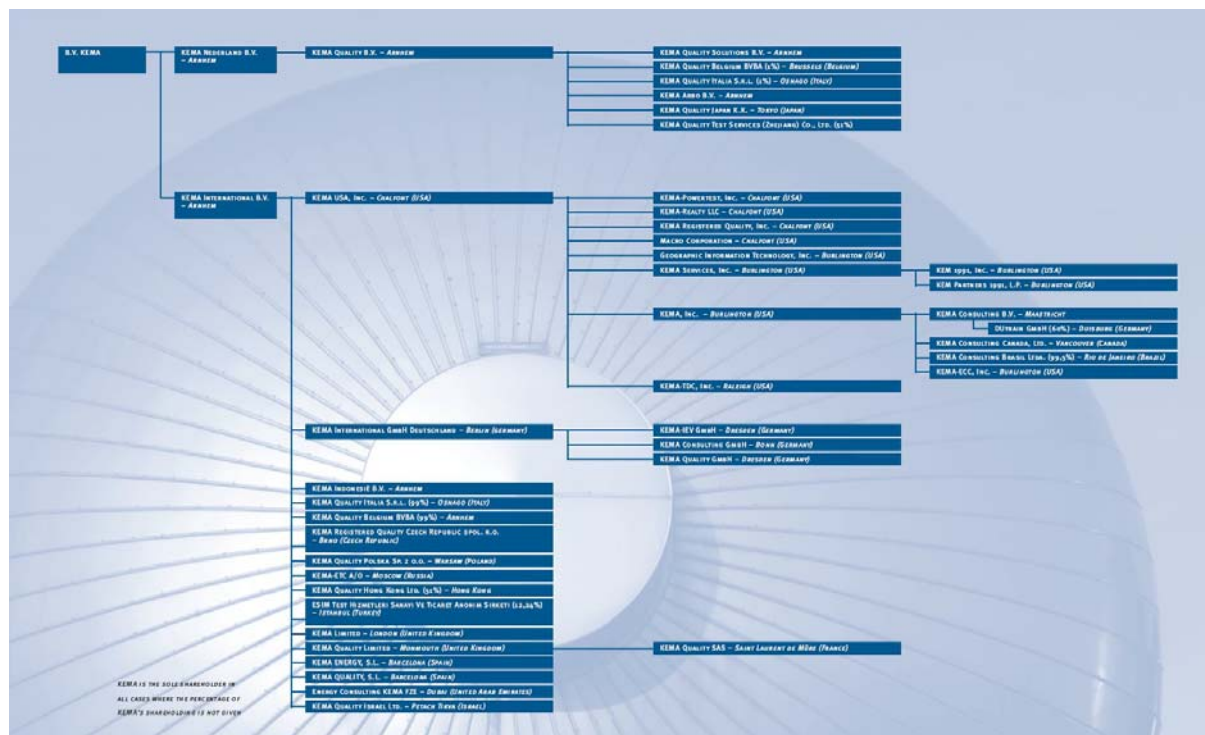 B.V. KEMA
KEMA Nederland B.V.
– Arnhem
KEMA Quality B.V. – Arnhem
KEMA Quality Solutions B.V. – Arnhem
KEMA Quality Belgium BVBA (1%) – Brussels (Belgium)
KEMA Quality Italia S.R.L. (1%) – Osnago (Italy)
KEMA Arbo B.V. – Arnhem
KEMA Quality Japan K.K. – Tokyo (Japan)
KEMA Quality Test Services (Zhejiang) Co., Ltd. (51%)
KEMA International B.V.
– Arnhem
KEMA USA, Inc. – Chalfont (USA)
KEMA-Powertest, Inc. – Chalfont (USA)
KEMA-Realty LLC – Chalfont (USA)
KEMA Registered Quality, Inc. – Chalfont (USA)
Macro Corporation – Chalfont (USA)
Geographic Information Technology, Inc. – Burlington (USA)
KEMA Services, Inc. – Burlington (USA)
KEM 1991, Inc. – Burlington (USA)
KEM Partners 1991, L.P. – Burlington (USA)
KEMA, Inc. – Burlington (USA)
KEMA Consulting B.V. – Maastricht
DUtrain GmbH (60%) – Duisburg (Germany)
KEMA Consulting Canada, Ltd. – Vancouver (Canada)
KEMA Consulting Brasil Ltda. (99,5%) – Rio de Janeiro (Brazil)
KEMA-ECC, Inc. – Burlington (USA)
KEMA-TDC, Inc. – Raleigh (USA)
KEMA International GmbH Deutschland – Berlin (Germany)
KEMA-IEV GmbH – Dresden (Germany)
KEMA Consulting GmbH – Bonn (Germany)
KEMA Quality GmbH – Dresden (Germany)
KEMA Indonesië B.V. – Arnhem
KEMA Quality Italia S.R.L. (99%) – Osnago (Italy)
KEMA Quality Belgium BVBA (99%) – Arnhem
KEMA Registered Quality Czech Republic spol. r.o.
– Brno (Czech Republic)
KEMA Quality Polska Sp. z o.o. – Warsaw (Poland)
KEMA-ETC A/O – Moscow (Russia)
KEMA Quality Hong Kong Ltd. (51%) – Hong Kong
ESIM Test Hizmetleri Sanayi Ve Ticaret Anonim Sirketi (12,24%)
– Istanbul (Turkey)
KEMA Limited – London (United Kingdom)
KEMA Quality Limited – Monmouth (United Kingdom)
KEMA Quality SAS – Saint Laurent de Mûre (France)
KEMA ENERGY, S.L. – Barcelona (Spain)
KEMA QUALITY, S.L. – Barcelona (Spain)
Energy Consulting KEMA FZE – Dubai (United Arab Emirates)
KEMA Quality Israel Ltd. – Petach Tikva (Israel)
KEMA is the sole shareholder in
all cases where the percentage of
KEMA's shareholding is not given